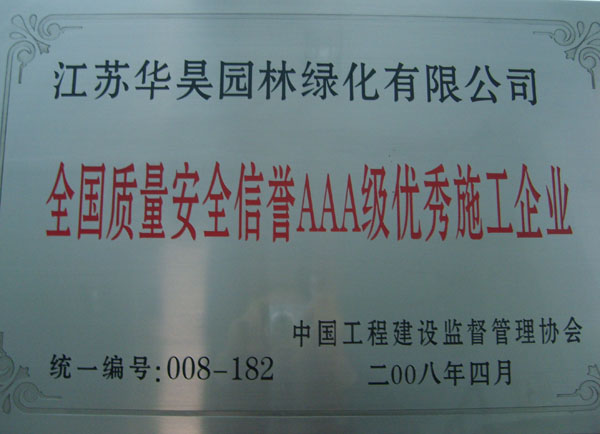 江苏华昊园林绿化有限公司
全国质量安全信誉AAA级优秀施工企业
中国工程建设监督管理协会
统一编号:008-182
二00八年四月